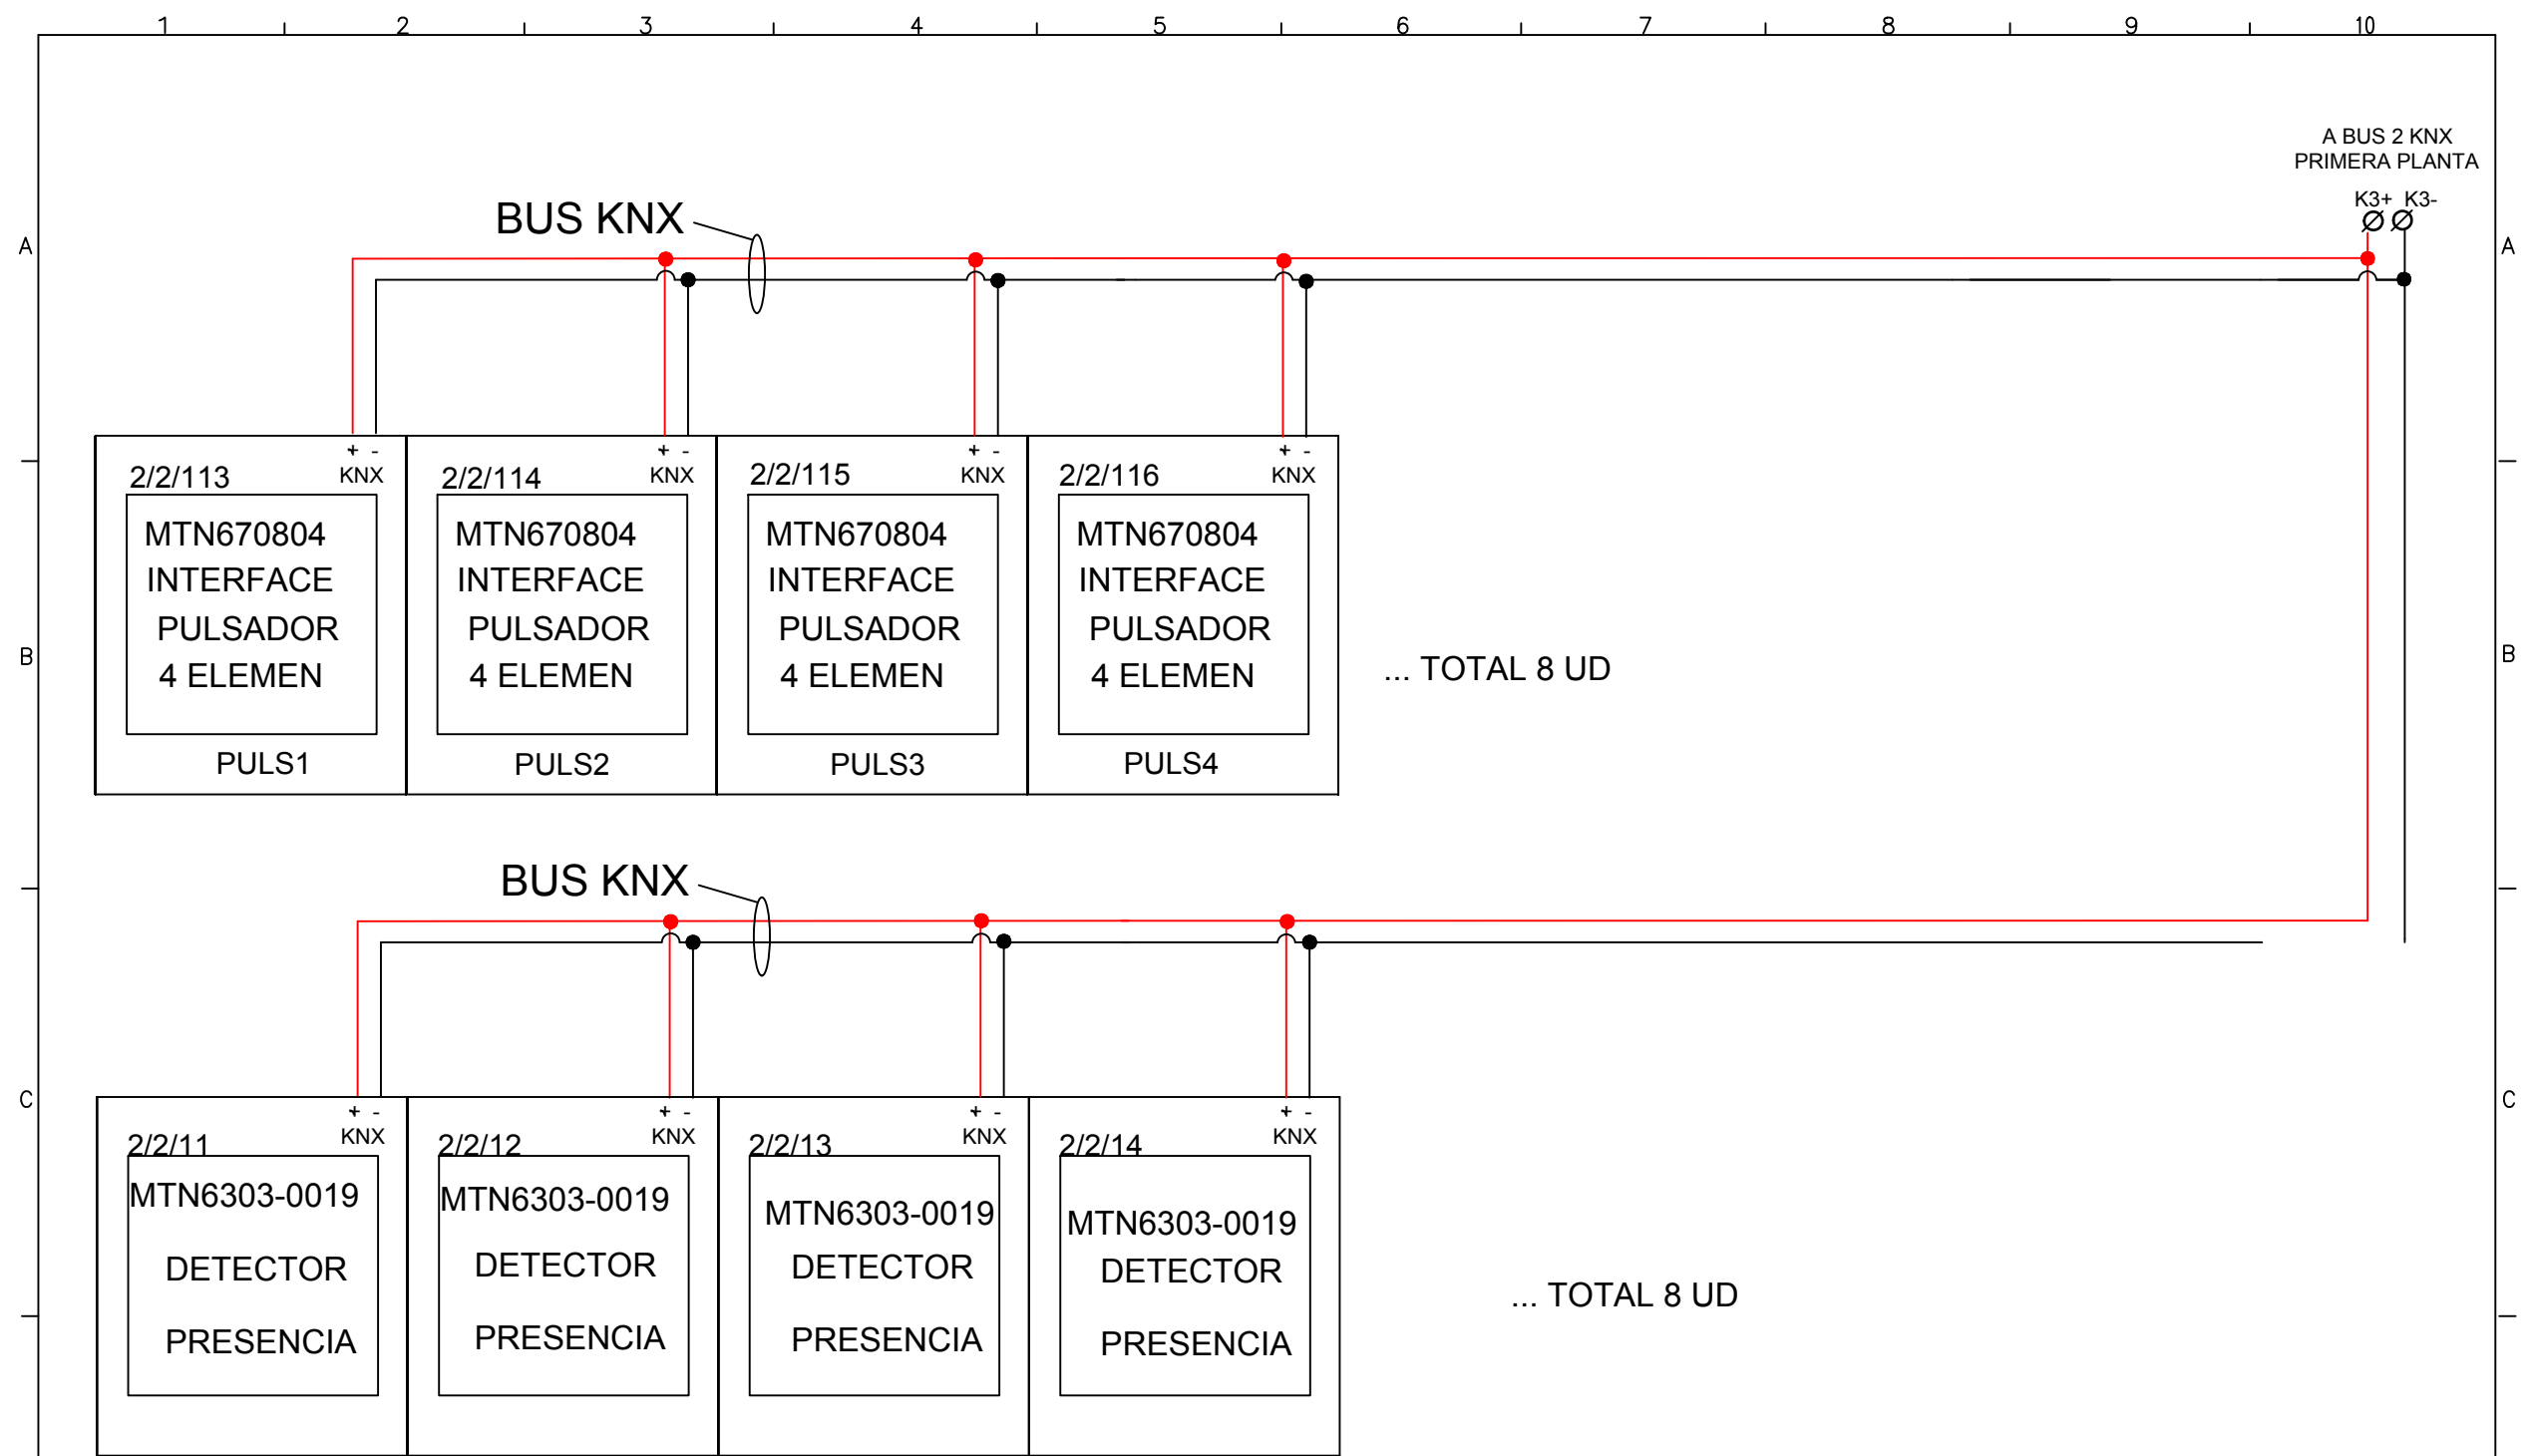 1 2 3 4 5 6 7 8 9 10
A BUS 2 KNX
PRIMERA PLANTA
K3+ K3-
BUS KNX
A A
+ - + - + - + -
KNX KNX KNX KNX
2/2/113 2/2/114 2/2/115 2/2/116
MTN670804 MTN670804 MTN670804 MTN670804
INTERFACE INTERFACE INTERFACE INTERFACE
PULSADOR PULSADOR PULSADOR PULSADOR
B B
4 ELEMEN 4 ELEMEN 4 ELEMEN 4 ELEMEN
... TOTAL 8 UD
PULS1 PULS2 PULS3 PULS4
BUS KNX
C C
+ - + - + - + -
KNX KNX KNX KNX
2/2/11 2/2/12 2/2/13 2/2/14
MTN6303-0019 MTN6303-0019 MTN6303-0019 MTN6303-0019
DETECTOR DETECTOR DETECTOR DETECTOR
... TOTAL 8 UD
PRESENCIA PRESENCIA PRESENCIA PRESENCIA